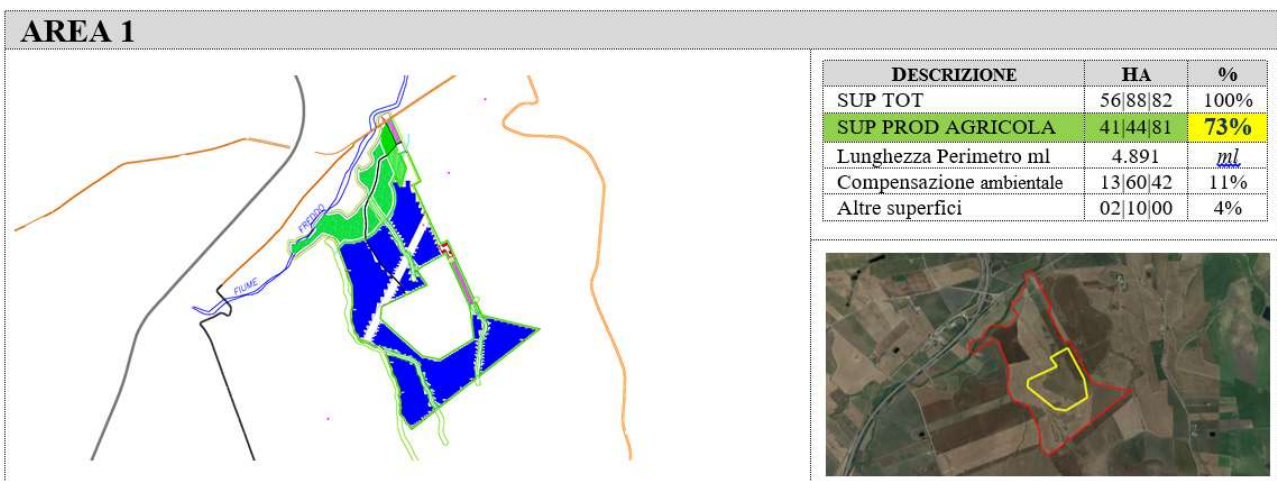 AREA 1
FREDDO
FIUME
DESCRIZIONE HA %
SUP TOT 56|88|82 100%
SUP PROD AGRICOLA 41|44|81 73%
Lunghezza Perimetro ml 4.891 ml
Compensazione ambientale 13|60|42 11%
Altre superfici 02|10|00 4%